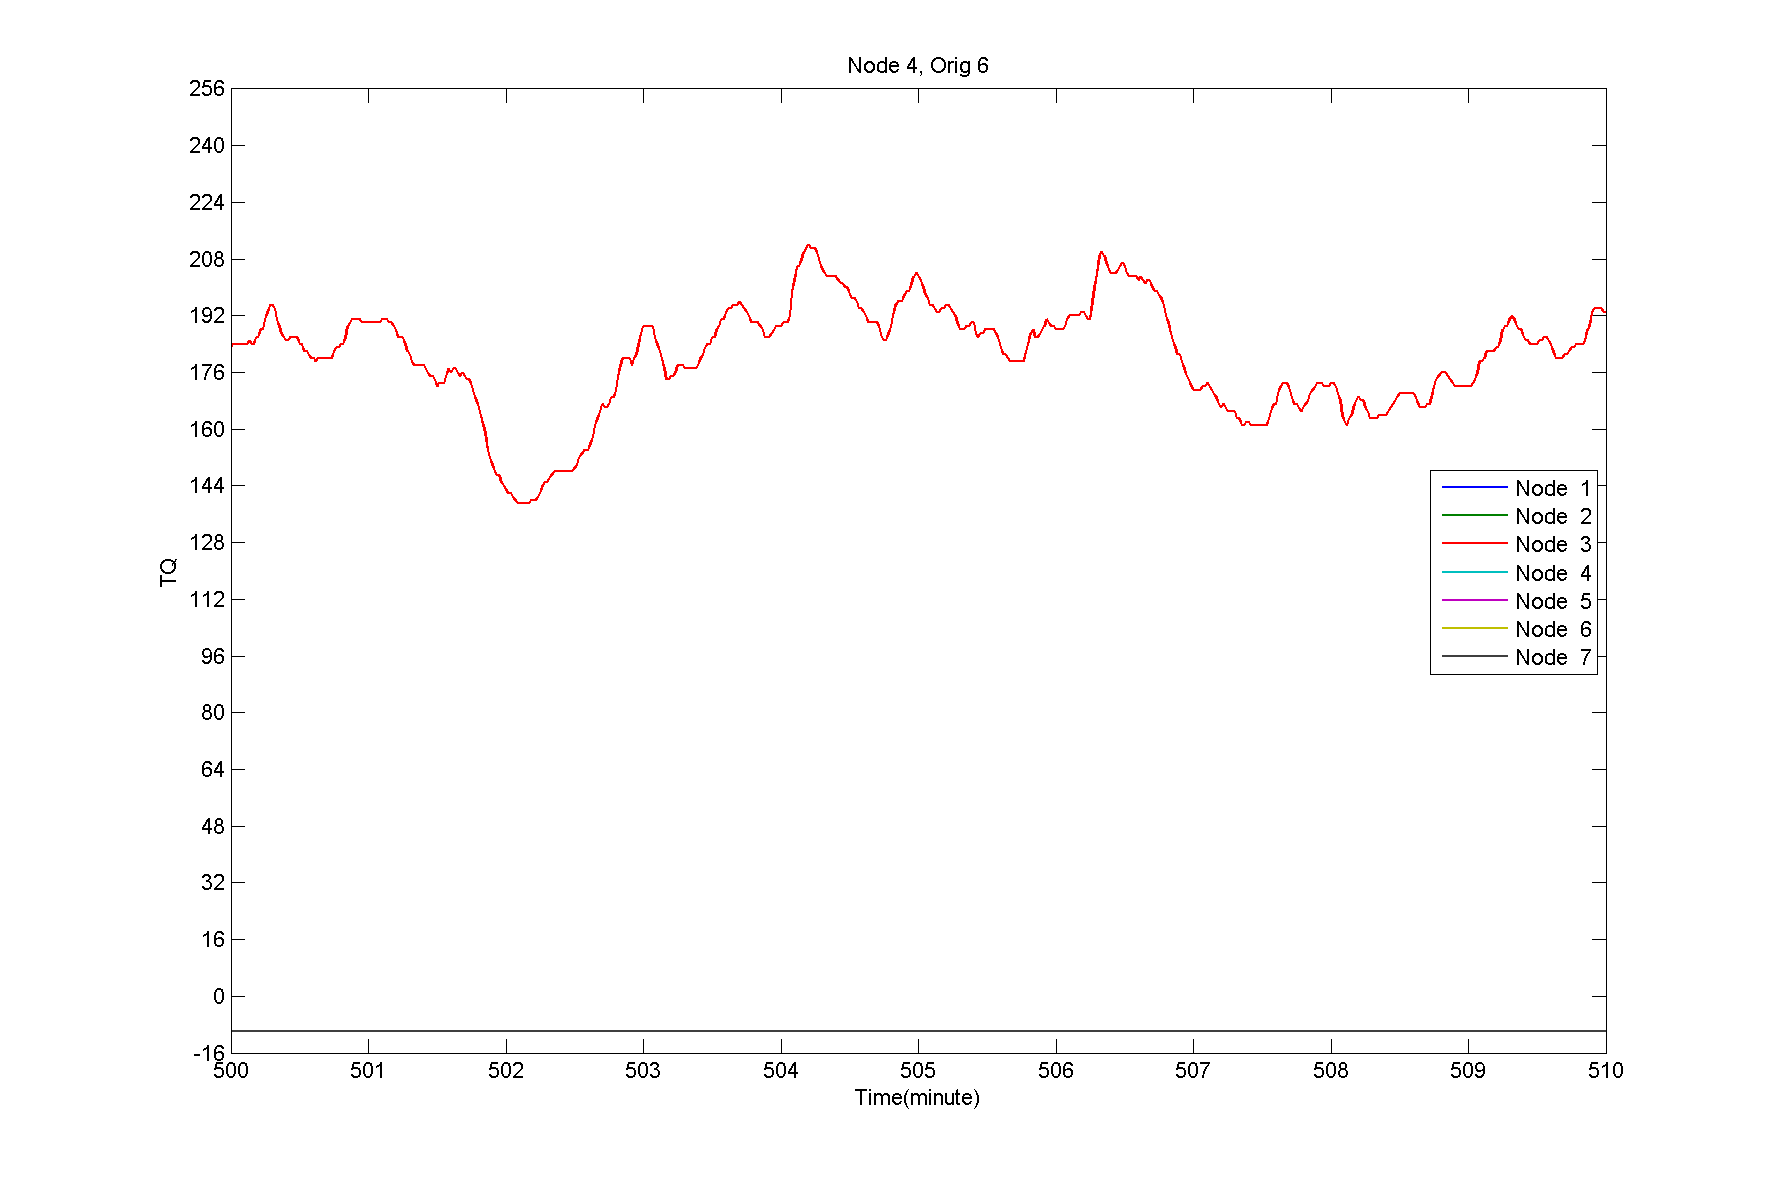 Node 4, Orig 6
256
240
224
208
192
176
160
144
128
112
96
80
64
48
32
16
0
-16
TQ
Node 1
Node 2
Node 3
Node 4
Node 5
Node 6
Node 7
500 501 502 503 504 505 506 507 508 509 510
Time(minute)